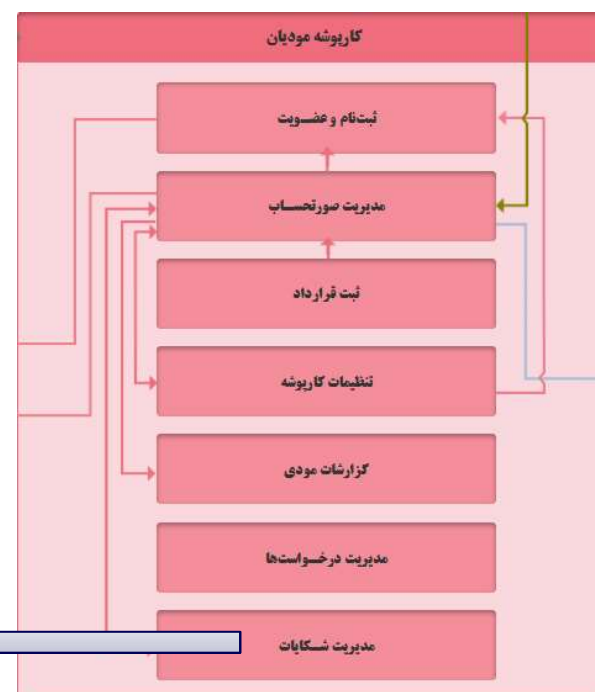 کارپوشه مودیان
ثبت‌نام و عضویت
مدیریت صورتحساب
ثبت قرارداد
تنظیمات کارپوشه
گزارشات مودی
مدیریت درخواست‌ها
مدیریت شکایات